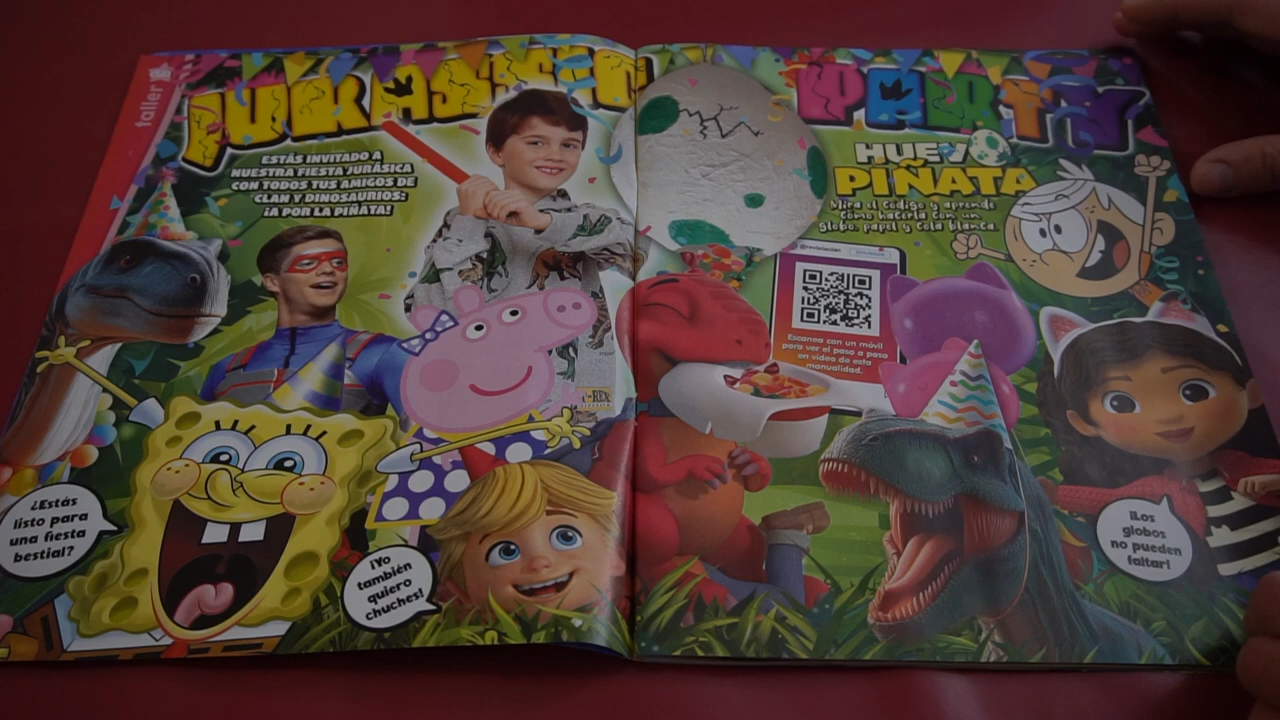 taller
JURASSIC PARTY
ESTÁS INVITADO A
NUESTRA FIESTA JURÁSICA
CON TODOS TUS AMIGOS DE
CLAN Y DINOSAURIOS:
¡A POR LA PIÑATA!
HUEVO
PIÑATA
Mira el código y aprende
cómo hacerla con un
globo, papel y cola blanca.
@revistaclan
Escanea con un móvil
para ver el paso a paso
en vídeo de esta
manualidad.
T-REX
¿Estás
listo para
una fiesta
bestial?
¡Yo
también
quiero
chuches!
¡Los
globos
no pueden
faltar!